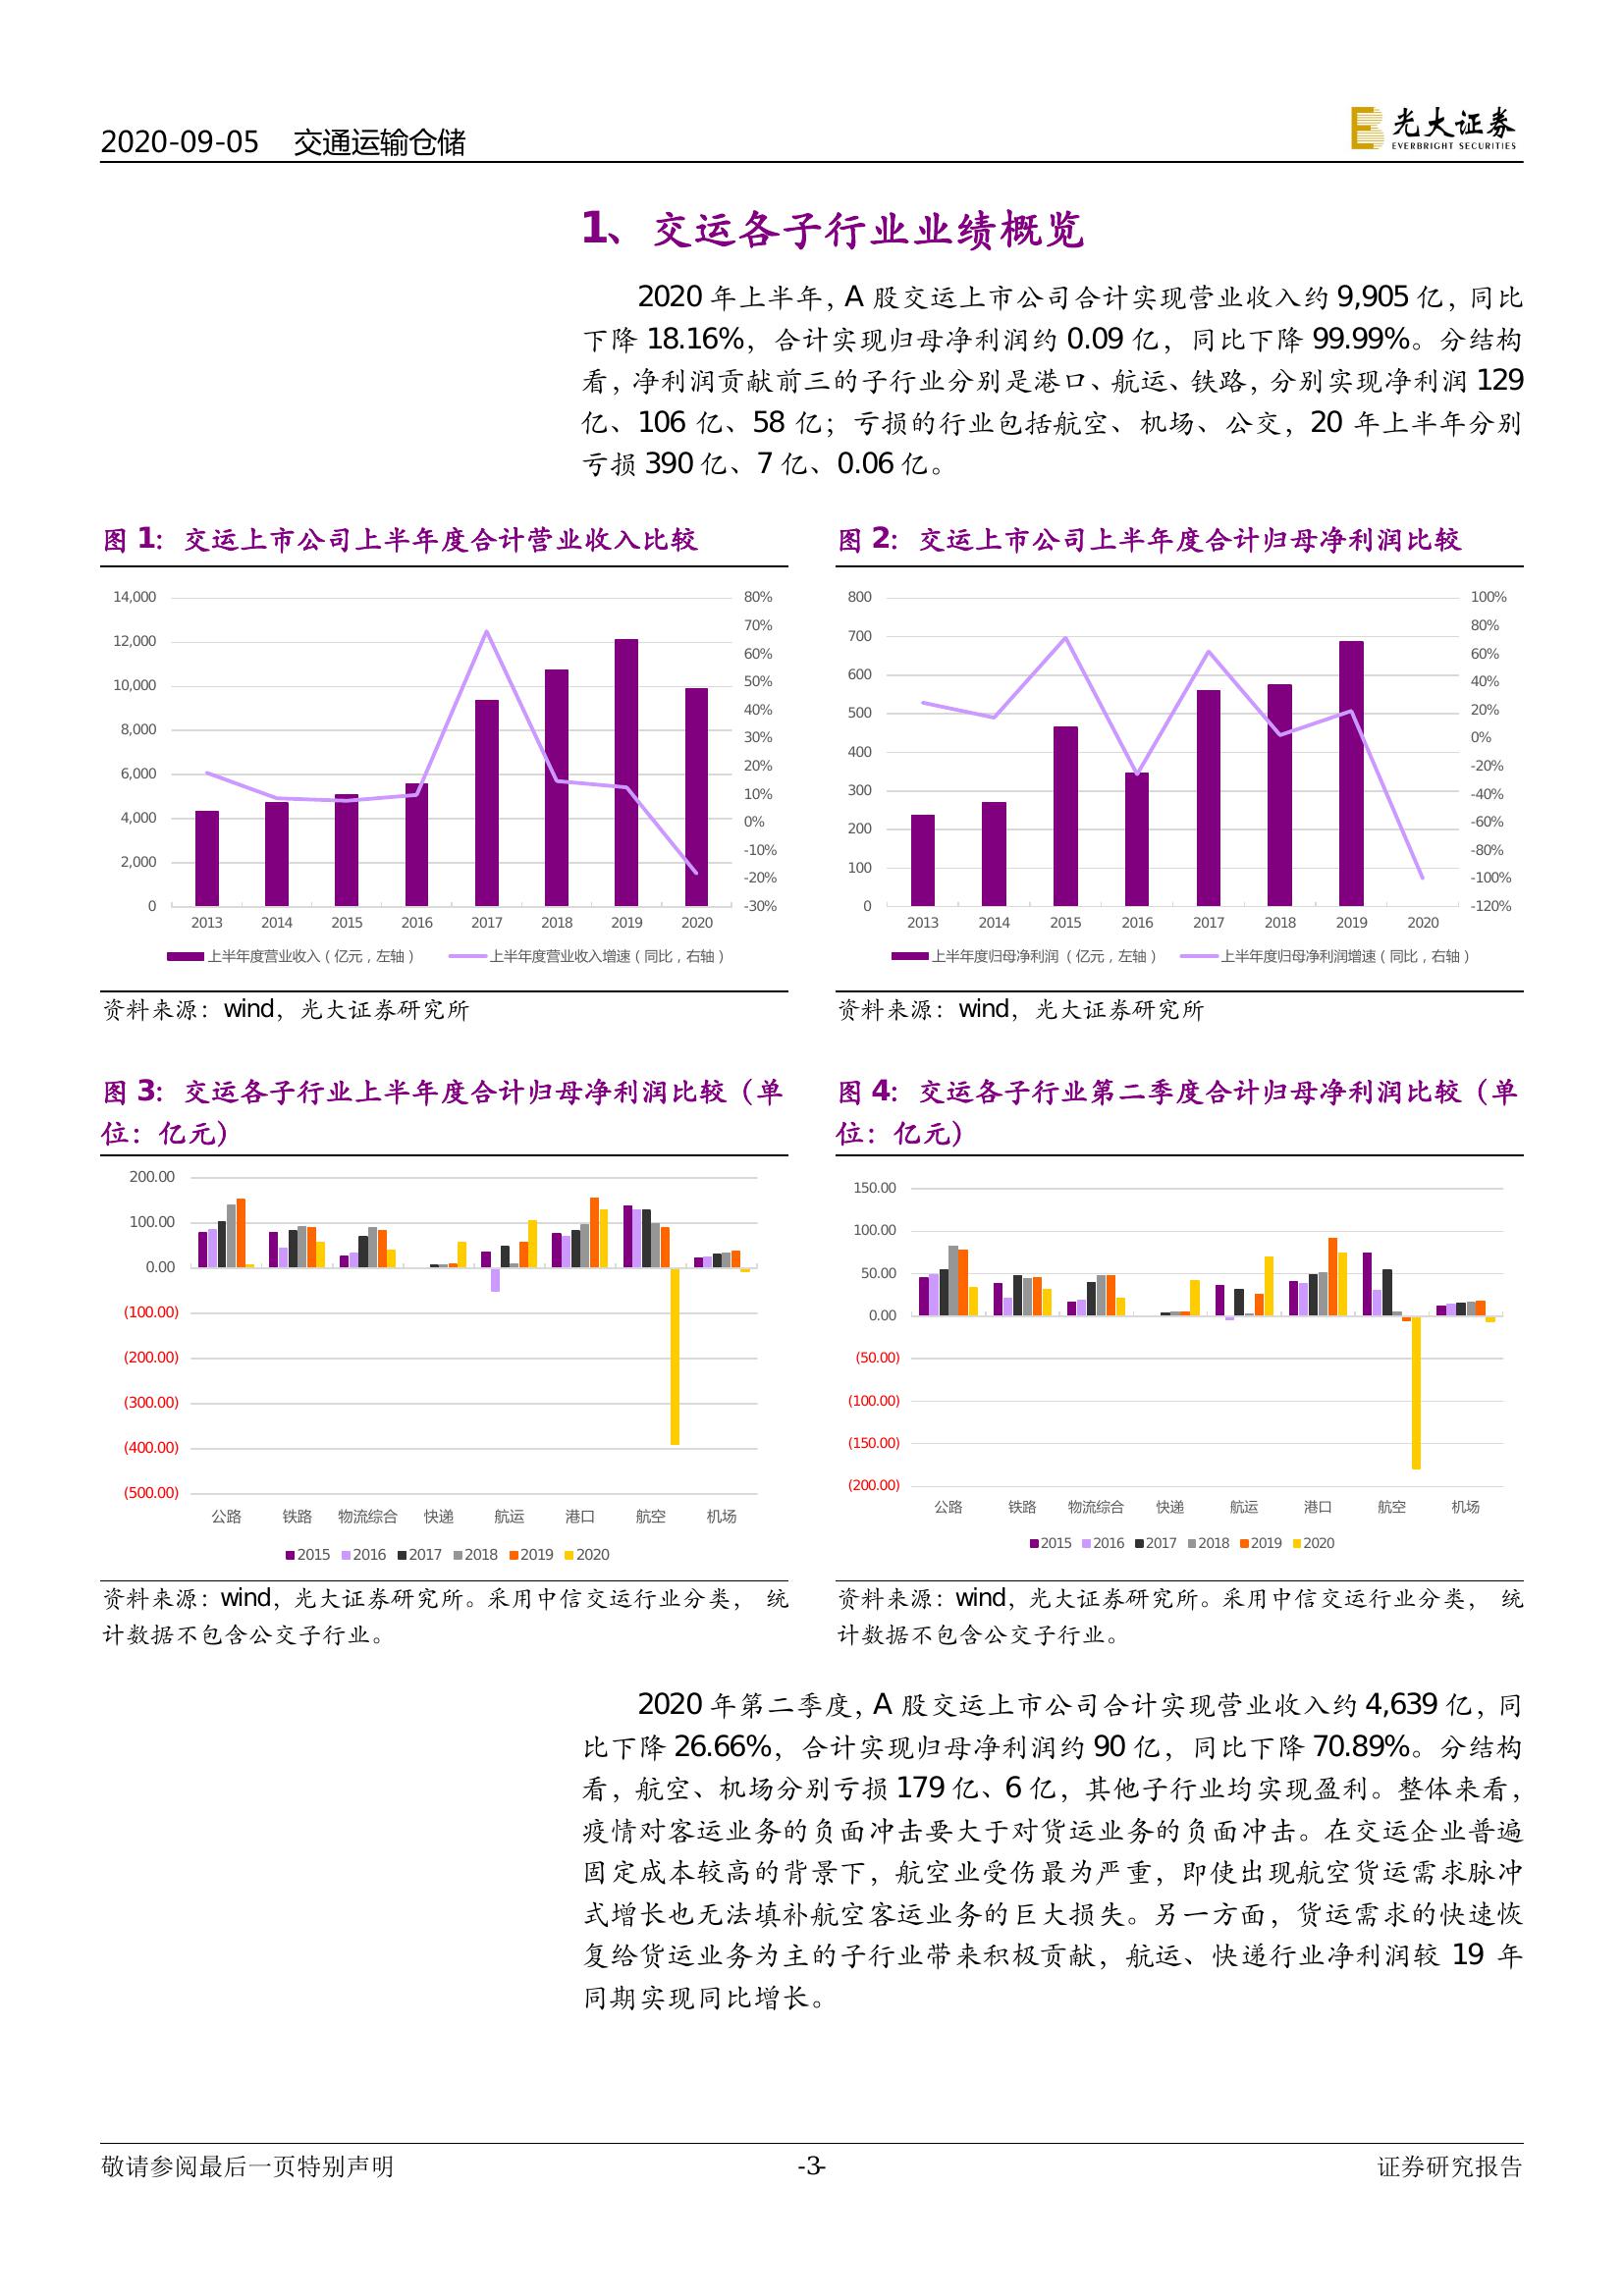 2020-09-05 交通运输仓储
光大证券
EVERBRIGHT SECURITIES
1、 交运各子行业业绩概览
2020 年上半年，A 股交运上市公司合计实现营业收入约 9,905 亿，同比
下降 18.16%，合计实现归母净利润约 0.09 亿，同比下降 99.99%。分结构
看，净利润贡献前三的子行业分别是港口、航运、铁路，分别实现净利润 129
亿、106 亿、58 亿；亏损的行业包括航空、机场、公交，20 年上半年分别
亏损 390 亿、7 亿、0.06 亿。
图 1：交运上市公司上半年度合计营业收入比较
14,000
12,000
10,000
8,000
6,000
4,000
2,000
0
80%
70%
60%
50%
40%
30%
20%
10%
0%
-10%
-20%
-30%
2013 2014 2015 2016 2017 2018 2019 2020
上半年度营业收入（亿元，左轴） 上半年度营业收入增速（同比，右轴）
资料来源：wind，光大证券研究所
图 2：交运上市公司上半年度合计归母净利润比较
800
700
600
500
400
300
200
100
0
100%
80%
60%
40%
20%
0%
-20%
-40%
-60%
-80%
-100%
-120%
2013 2014 2015 2016 2017 2018 2019 2020
上半年度归母净利润（亿元，左轴） 上半年度归母净利润增速（同比，右轴）
资料来源：wind，光大证券研究所
图 3：交运各子行业上半年度合计归母净利润比较（单
位：亿元）
200.00
100.00
0.00
(100.00)
(200.00)
(300.00)
(400.00)
(500.00)
公路 铁路 物流综合 快递 航运 港口 航空 机场
2015 2016 2017 2018 2019 2020
资料来源：wind，光大证券研究所。采用中信交运行业分类， 统
计数据不包含公交子行业。
图 4：交运各子行业第二季度合计归母净利润比较（单
位：亿元）
150.00
100.00
50.00
0.00
(50.00)
(100.00)
(150.00)
(200.00)
公路 铁路 物流综合 快递 航运 港口 航空 机场
2015 2016 2017 2018 2019 2020
资料来源：wind，光大证券研究所。采用中信交运行业分类， 统
计数据不包含公交子行业。
2020 年第二季度，A 股交运上市公司合计实现营业收入约 4,639 亿，同
比下降 26.66%，合计实现归母净利润约 90 亿，同比下降 70.89%。分结构
看，航空、机场分别亏损 179 亿、6 亿，其他子行业均实现盈利。整体来看，
疫情对客运业务的负面冲击要大于对货运业务的负面冲击。在交运企业普遍
固定成本较高的背景下，航空业受伤最为严重，即使出现航空货运需求脉冲
式增长也无法填补航空客运业务的巨大损失。另一方面，货运需求的快速恢
复给货运业务为主的子行业带来积极贡献，航运、快递行业净利润较 19 年
同期实现同比增长。
敬请参阅最后一页特别声明 -3- 证券研究报告